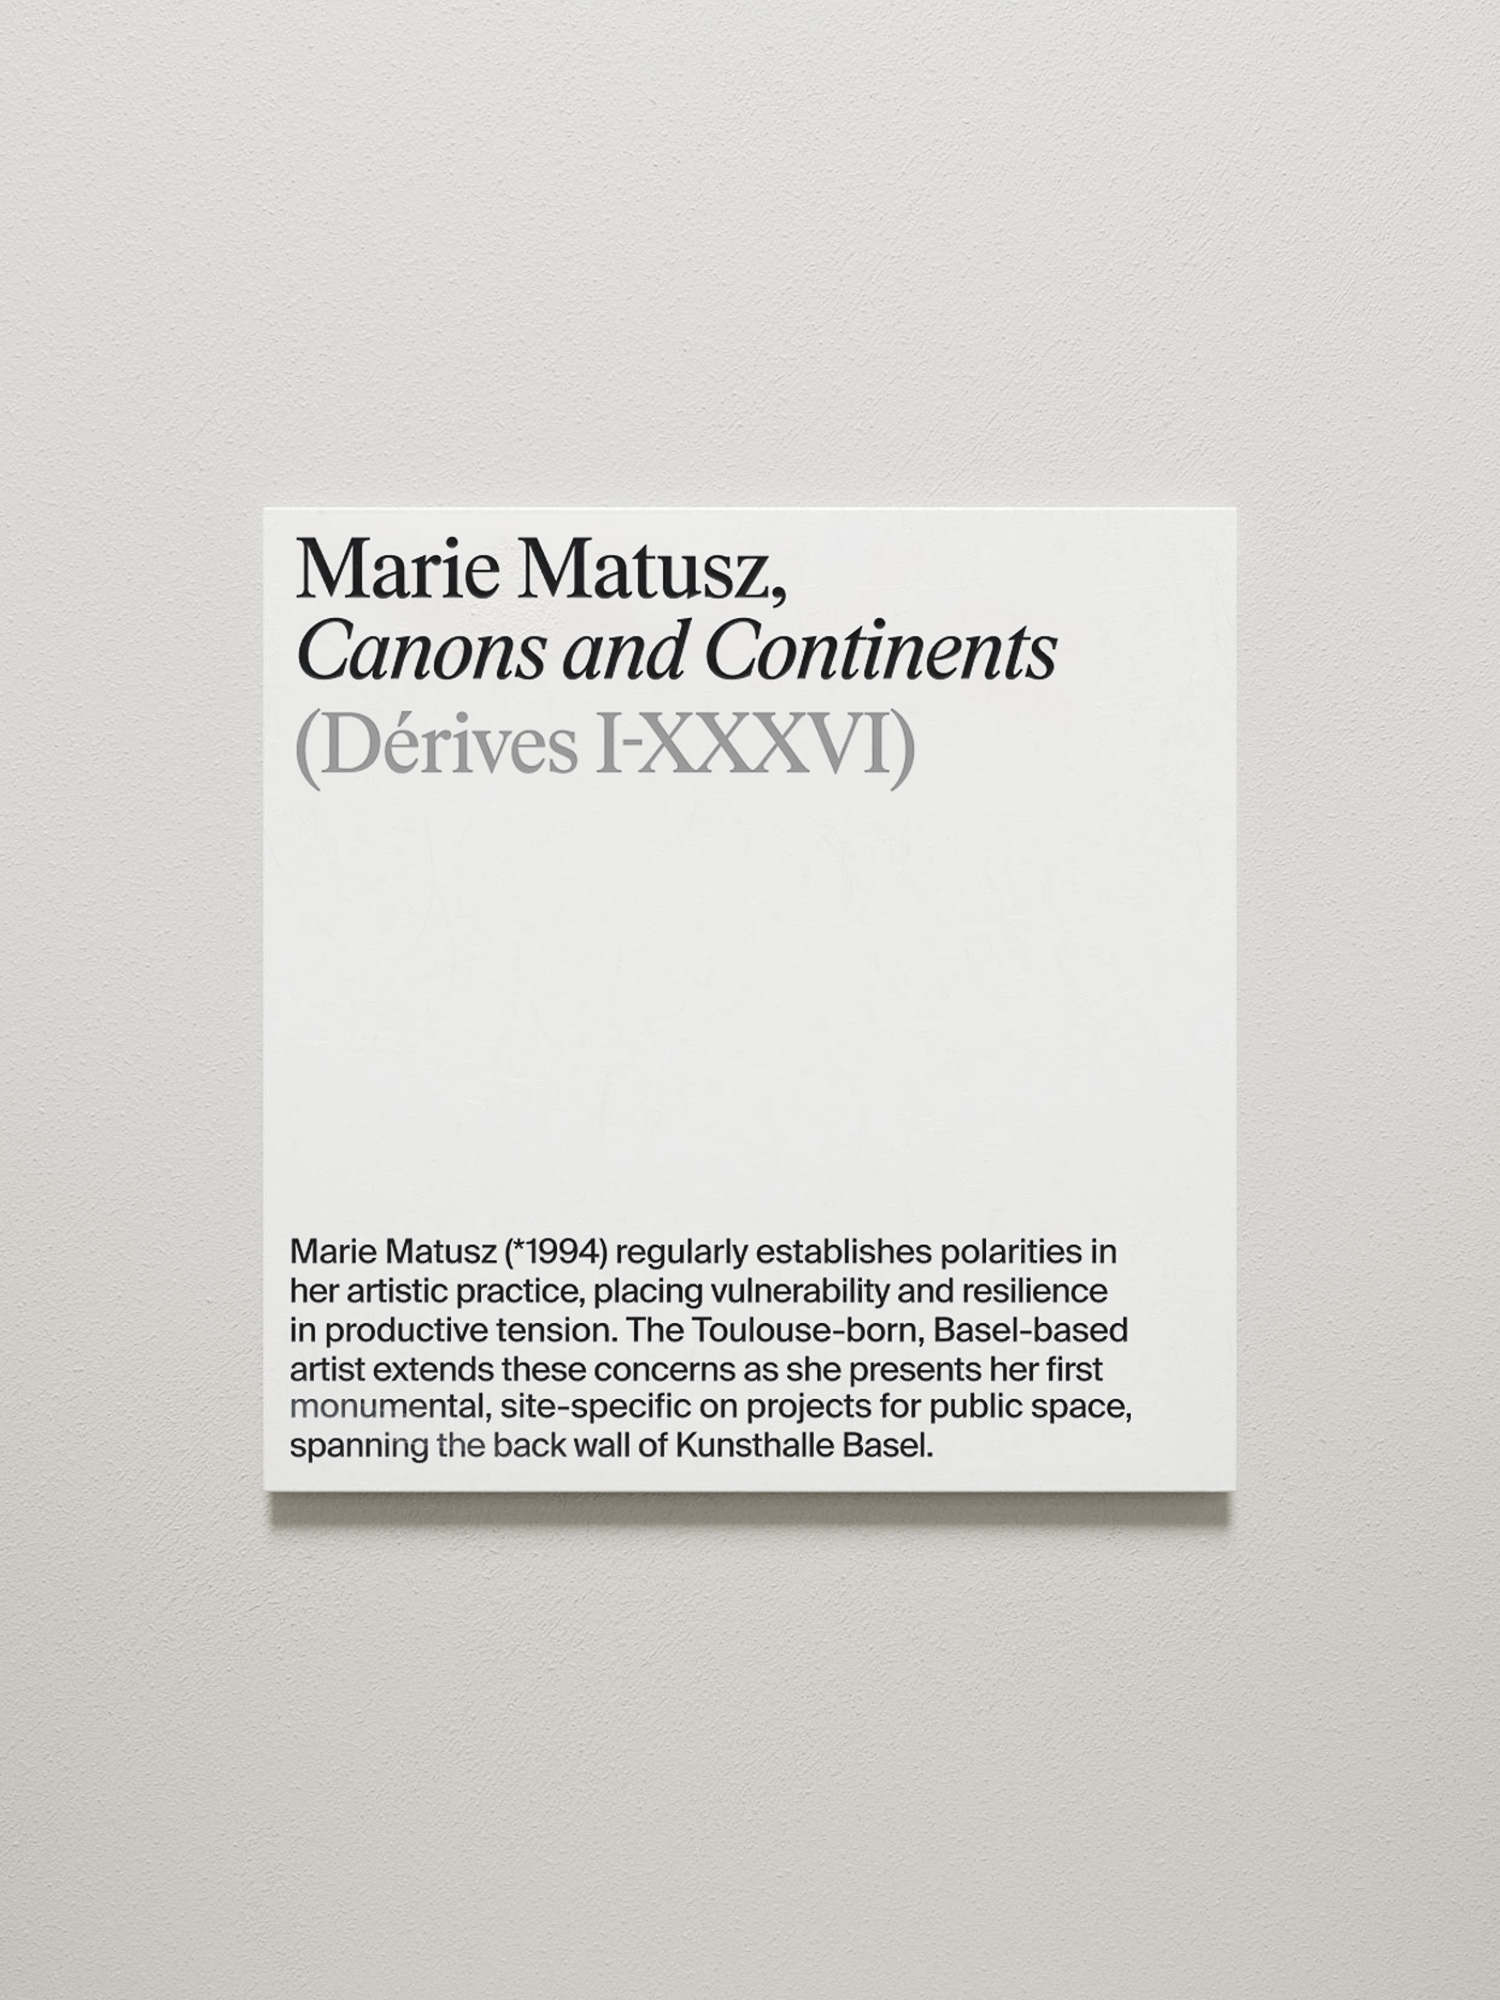 Marie Matusz,
Canons and Continents
(Dérives I-XXXVI)
Marie Matusz (*1994) regularly establishes polarities in
her artistic practice, placing vulnerability and resilience
in productive tension. The Toulouse-born, Basel-based
artist extends these concerns as she presents her first
monumental, site-specific on projects for public space,
spanning the back wall of Kunsthalle Basel.